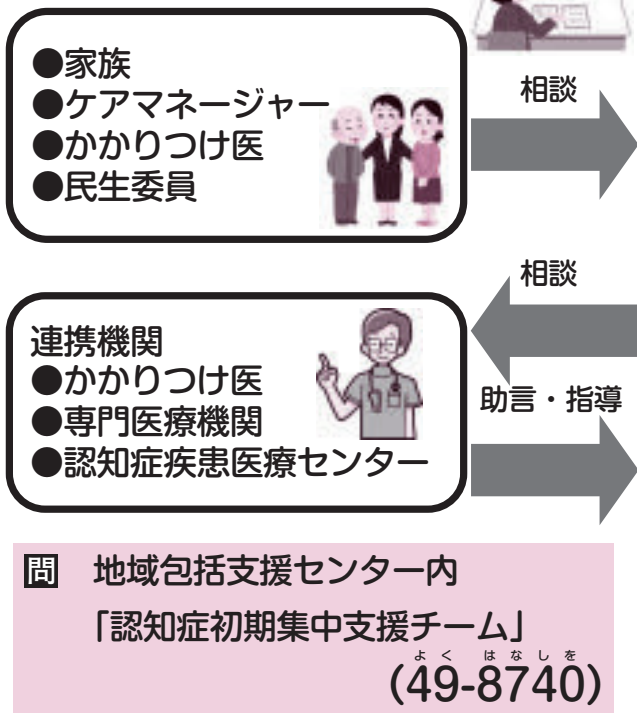 ●家族
●ケアマネージャー
●かかりつけ医
●民生委員
相談
相談
連携機関
●かかりつけ医
●専門医療機関
●認知症疾患医療センター
助言・指導
問 地域包括支援センター内
「認知症初期集中支援チーム」
よく はなしを
(49-8740)